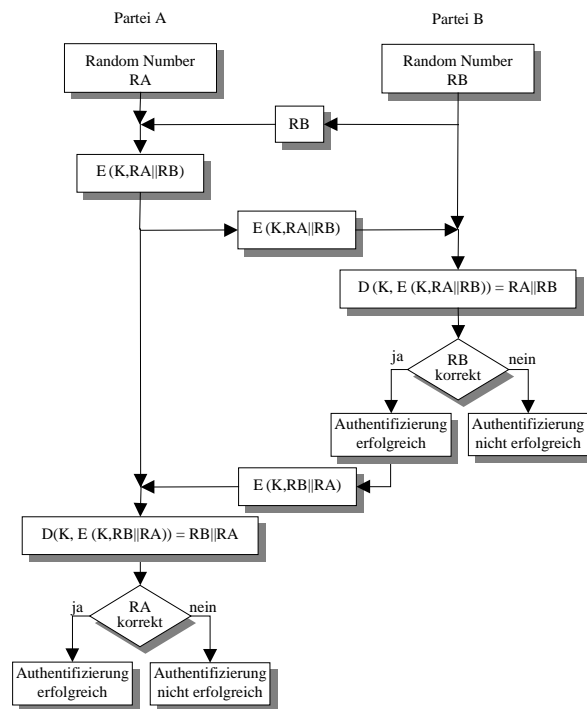 Partei A
Partei B
Random Number
RA
Random Number
RB
RB
E (K,RA||RB)
E (K,RA||RB)
D (K, E (K,RA||RB)) = RA||RB
ja
RB
korrekt
nein
Authentifizierung
erfolgreich
Authentifizierung
nicht erfolgreich
E (K,RB||RA)
D(K, E (K,RB||RA)) = RB||RA
ja
RA
korrekt
nein
Authentifizierung
erfolgreich
Authentifizierung
nicht erfolgreich